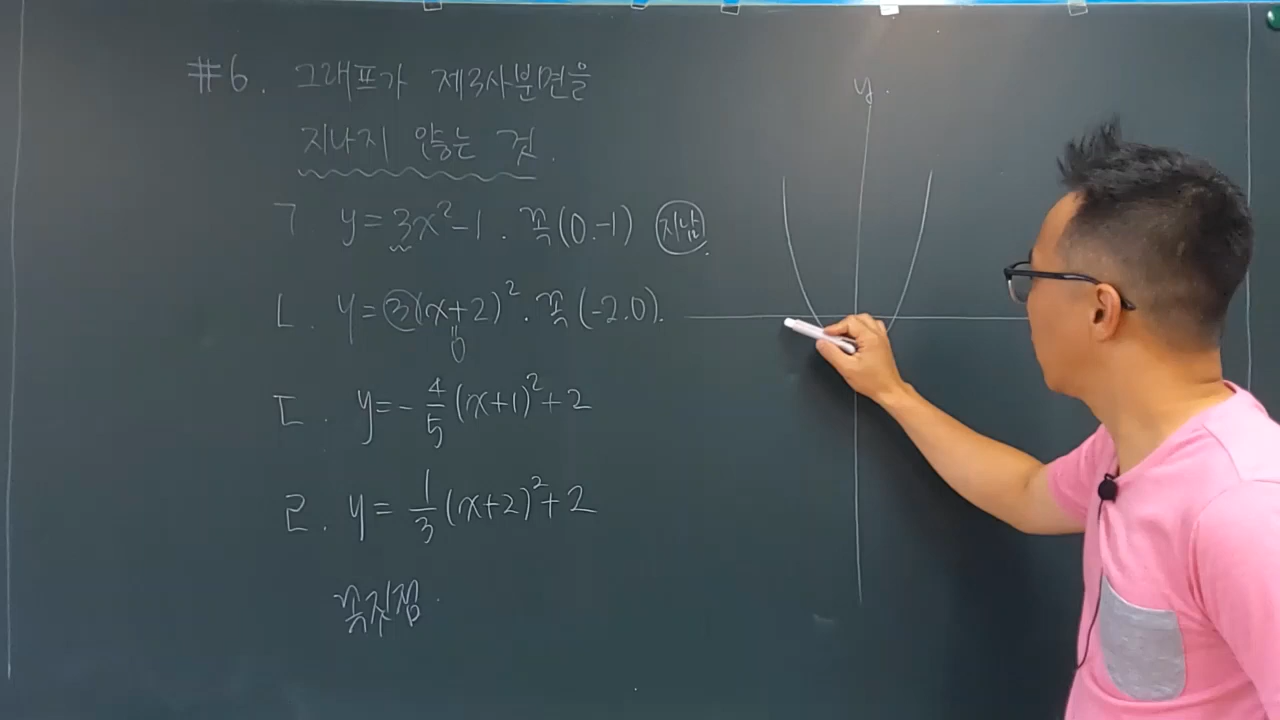 #6. 그래프가 제3사분면을
지나지 않는 것.
ㄱ y=3x²-1. 꼭(0.-1) 지남.
ㄴ. y=3(x+2)². 꼭(-2.0).
0
ㄷ. y=-4/5(x+1)²+2
ㄹ. y=1/3(x+2)²+2
꼭짓점.
y.